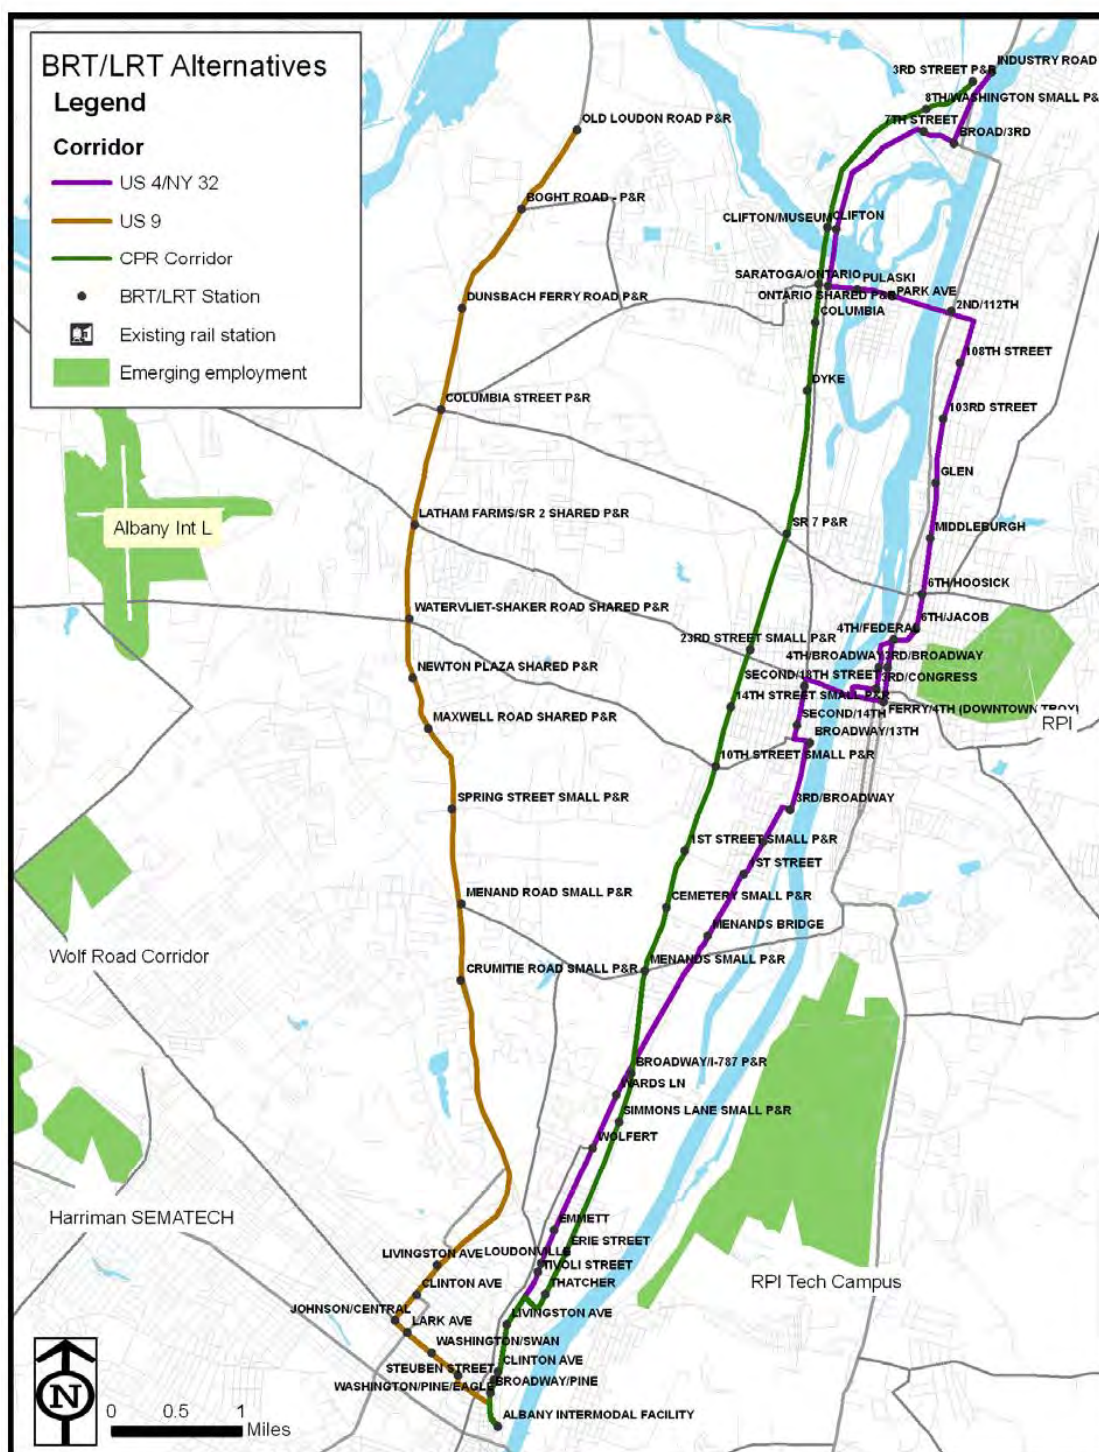 BRT/LRT Alternatives
Legend
Corridor
US 4/NY 32
US 9
CPR Corridor
BRT/LRT Station
Existing rail station
Emerging employment
INDUSTRY ROAD
3RD STREET P&R
8TH/WASHINGTON SMALL P&
7TH STREET
BROAD/3RD
OLD LOUDON ROAD P&R
BOGHT ROAD - P&R
CLIFTON/MUSEUM
CLIFTON
SARATOGA/ONTARIO
PULASKI
ONTARIO SHARED P&R
PARK AVE
DUNSBACH FERRY ROAD P&R
2ND/112TH
COLUMBIA
108TH STREET
DYKE
COLUMBIA STREET P&R
103RD STREET
GLEN
Albany Int L
LATHAM FARMS/SR 2 SHARED P&R
SR 7 P&R
MIDDLEBURGH
6TH/HOOSICK
WATERVLIET-SHAKER ROAD SHARED P&R
6TH/JACOB
4TH/FEDERAL
23RD STREET SMALL P&R
4TH/BROADWAY
3RD/BROADWAY
NEWTON PLAZA SHARED P&R
SECOND/18TH STREET
3RD/CONGRESS
14TH STREET SMALL P&R
FERRY/4TH (DOWNTOWN TROY)
SECOND/14TH
RPI
MAXWELL ROAD SHARED P&R
BROADWAY/13TH
10TH STREET SMALL P&R
SPRING STREET SMALL P&R
3RD/BROADWAY
1ST STREET SMALL P&R
1ST STREET
MENAND ROAD SMALL P&R
CEMETERY SMALL P&R
MENANDS BRIDGE
Wolf Road Corridor
CRUMITIE ROAD SMALL P&R
MENANDS SMALL P&R
BROADWAY/I-787 P&R
WARDS LN
SIMMONS LANE SMALL P&R
WOLFERT
Harriman SEMATECH
EMMETT
ERIE STREET
LIVINGSTON AVE
LOUDONVILLE
TIVOLI STREET
RPI Tech Campus
CLINTON AVE
THATCHER
JOHNSON/CENTRAL
LARK AVE
LIVINGSTON AVE
WASHINGTON/SWAN
STEUBEN STREET
CLINTON AVE
WASHINGTON/PINE/EAGLE
BROADWAY/PINE
ALBANY INTERMODAL FACILITY
N
0 0.5 1
Miles